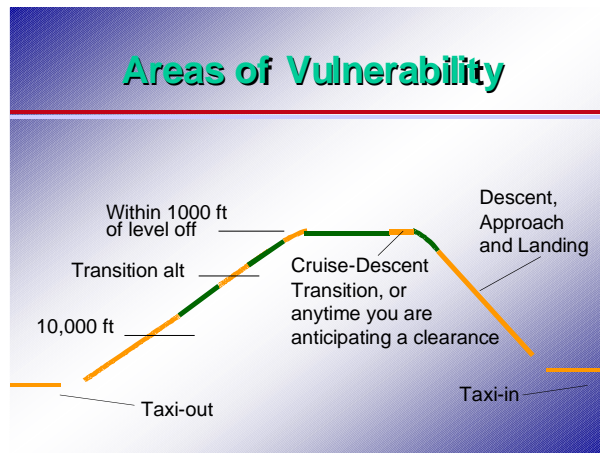 Areas of Vulnerability
Within 1000 ft
of level off
Transition alt
10,000 ft
Taxi-out
Cruise-Descent
Transition, or
anytime you are
anticipating a clearance
Descent,
Approach
and Landing
Taxi-in